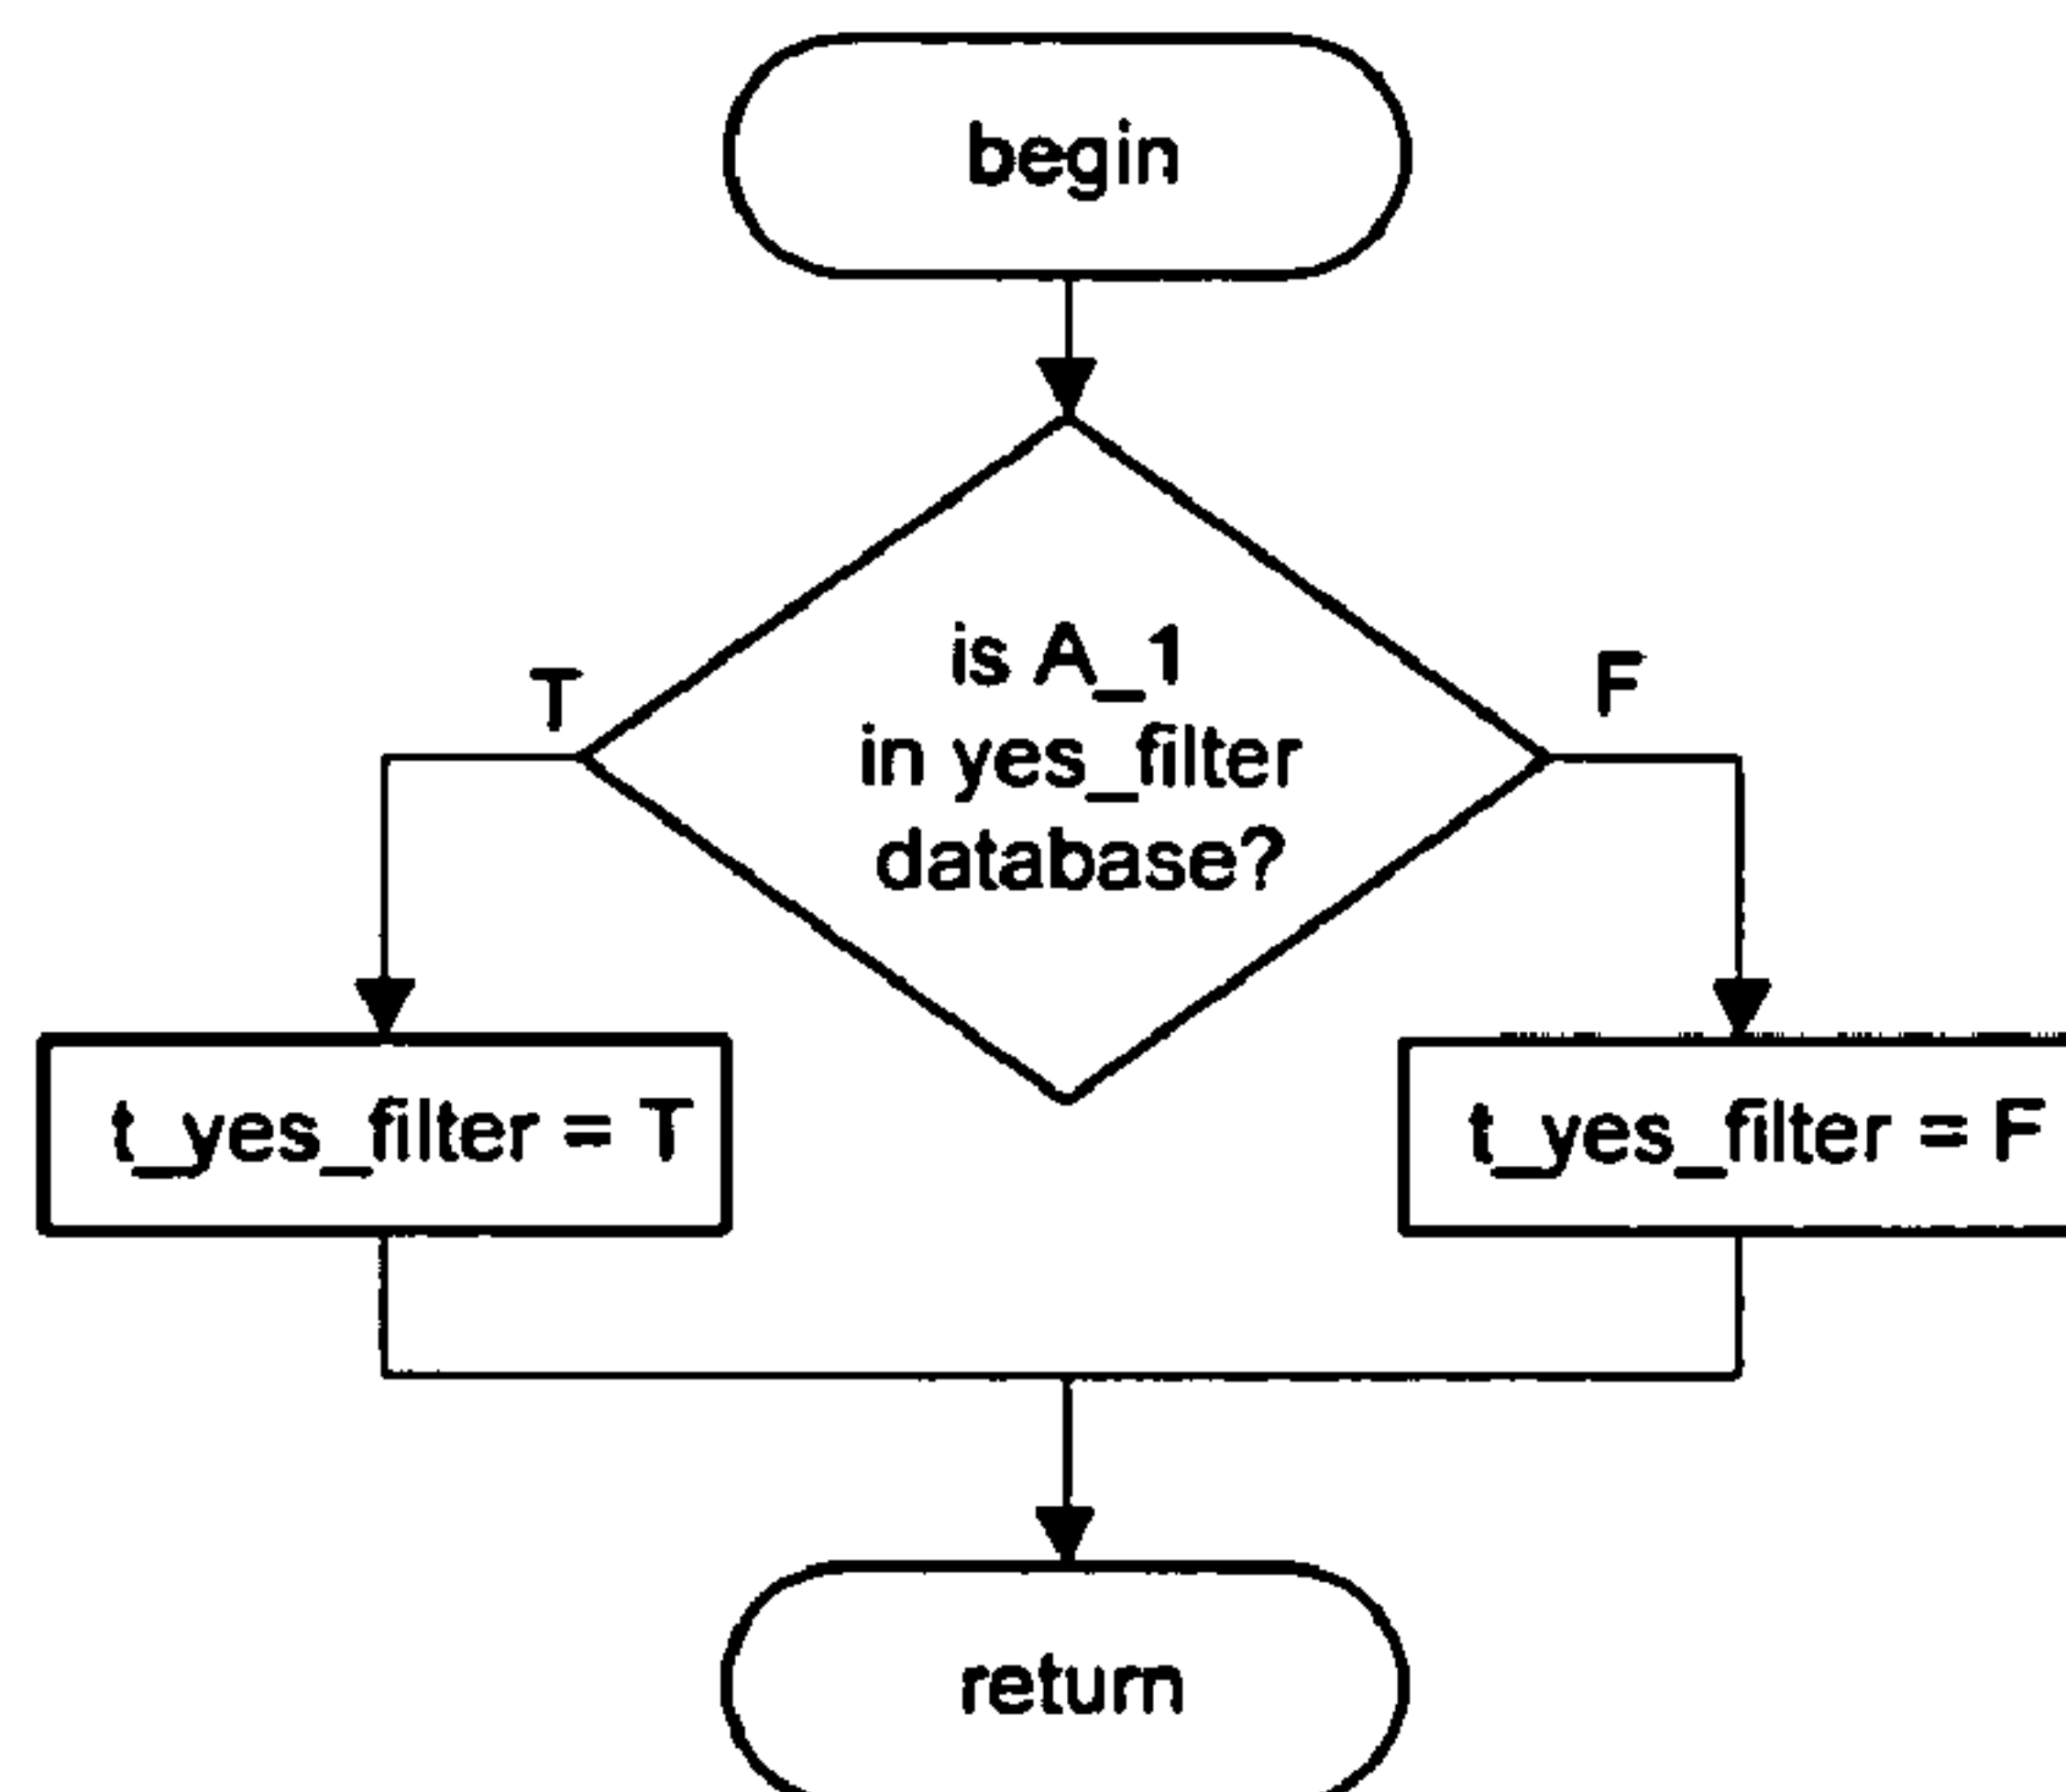 begin
is A_1
in yes_filter
database?
T
F
t_yes_filter = T
t_yes_filter = F
return